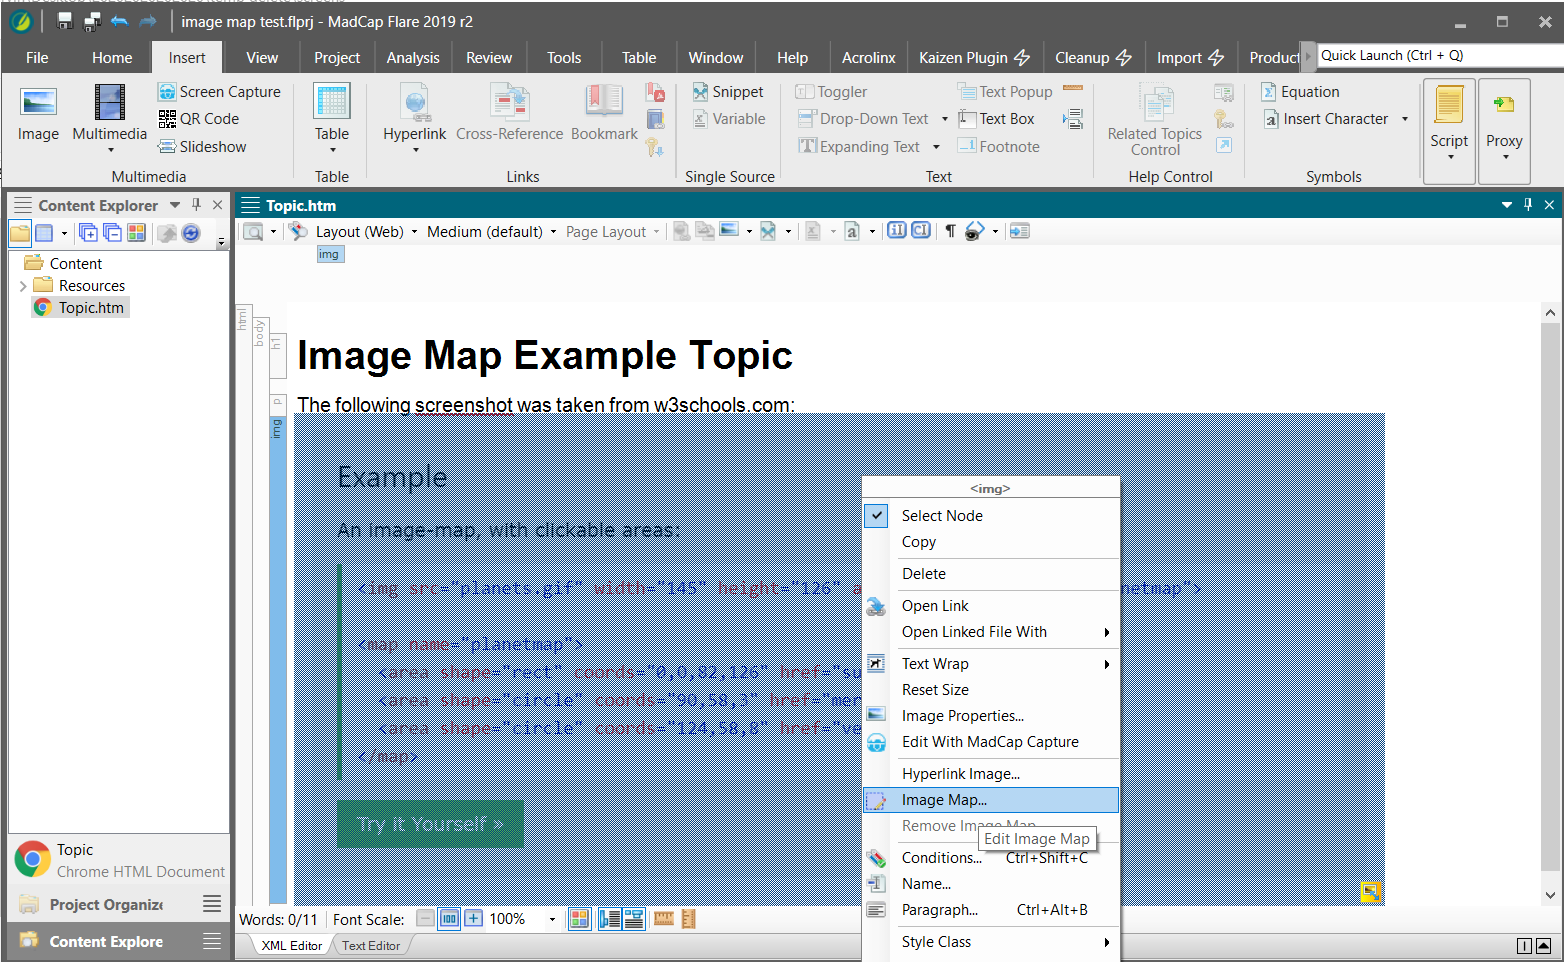 image map test.flprj - MadCap Flare 2019 r2
File Home Insert View Project Analysis Review Tools Table Window Help Acrolinx Kaizen Plugin Cleanup Import Product Quick Launch (Ctrl + Q)
Image
Multimedia
Screen Capture
QR Code
Slideshow
Multimedia
Table
Table
Hyperlink
Cross-Reference
Bookmark
Links
Snippet
Variable
Single Source
Toggler
Drop-Down Text
Expanding Text
Text Popup
Text Box
Footnote
Text
Related Topics
Control
Help Control
Equation
Insert Character
Symbols
Script
Proxy
Content Explorer
Content
Resources
Topic.htm
Topic
Chrome HTML Document
Project Organize
Content Explore
Topic.htm
Layout (Web) Medium (default) Page Layout
img
html
body
h1
p
img
Image Map Example Topic
The following screenshot was taken from w3schools.com:
Example
An image-map, with clickable areas:
<img src="planets.gif" width="145" height="126" a
netmap">
<map name="planetmap">
<area shape="rect" coords="0,0,82,126" href="su
<area shape="circle" coords="90,58,3" href="mer
<area shape="circle" coords="124,58,8" href="ve
</map>
Try It Yourself »
<img>
Select Node
Copy
Delete
Open Link
Open Linked File With
Text Wrap
Reset Size
Image Properties...
Edit With MadCap Capture
Hyperlink Image...
Image Map...
Remove Image Map
Edit Image Map
Conditions... Ctrl+Shift+C
Name...
Paragraph... Ctrl+Alt+B
Style Class
Words: 0/11 Font Scale: 100 100%
XML Editor Text Editor